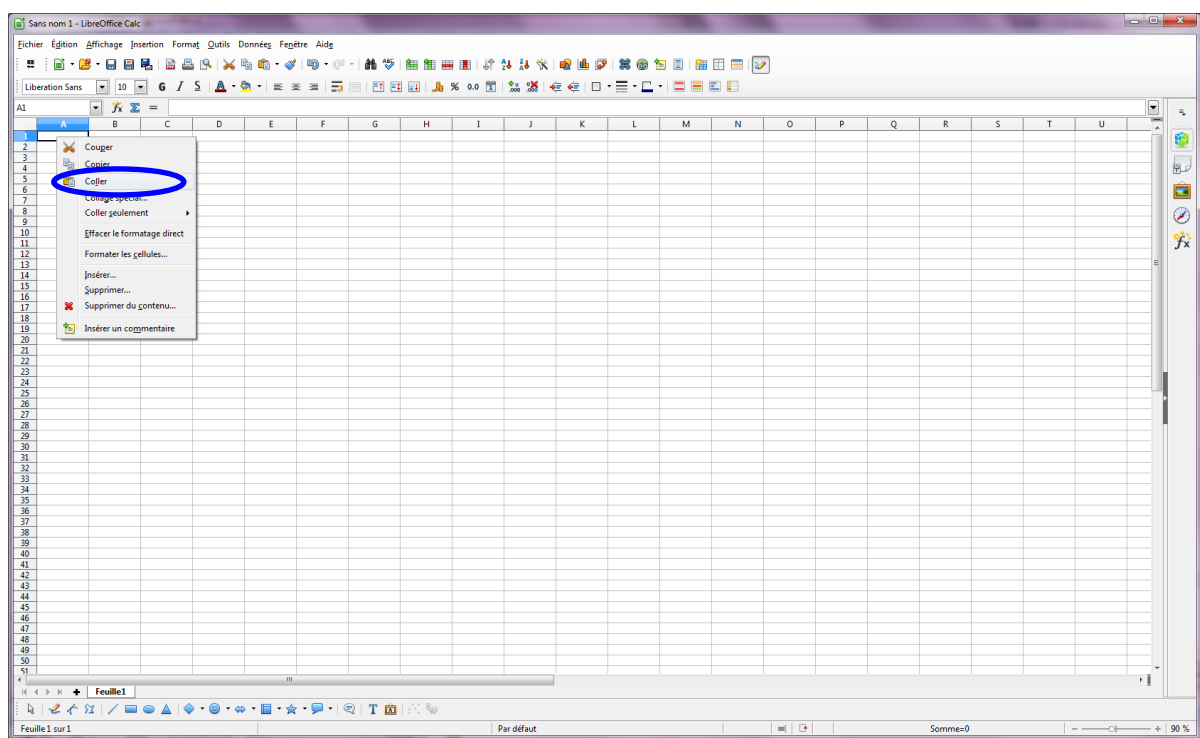 Sans nom 1 - LibreOffice Calc
Fichier Édition Affichage Insertion Format Outils Données Fenêtre Aide
Liberation Sans 10 G I S A % 0.0
A1 fx Σ =
A B C D E F G H I J K L M N O P Q R S T U
1
2 Couper
3
4 Copier
5 Coller
6
7 Collage spécial...
8 Coller seulement
9
10 Effacer le formatage direct
11
12 Formater les cellules...
13
14 Insérer...
15 Supprimer...
16
17 Supprimer du contenu...
18
19 Insérer un commentaire
20
21
22
23
24
25
26
27
28
29
30
31
32
33
34
35
36
37
38
39
40
41
42
43
44
45
46
47
48
49
50
51
Feuille1
T
Feuille 1 sur 1 Par défaut Somme=0 90 %